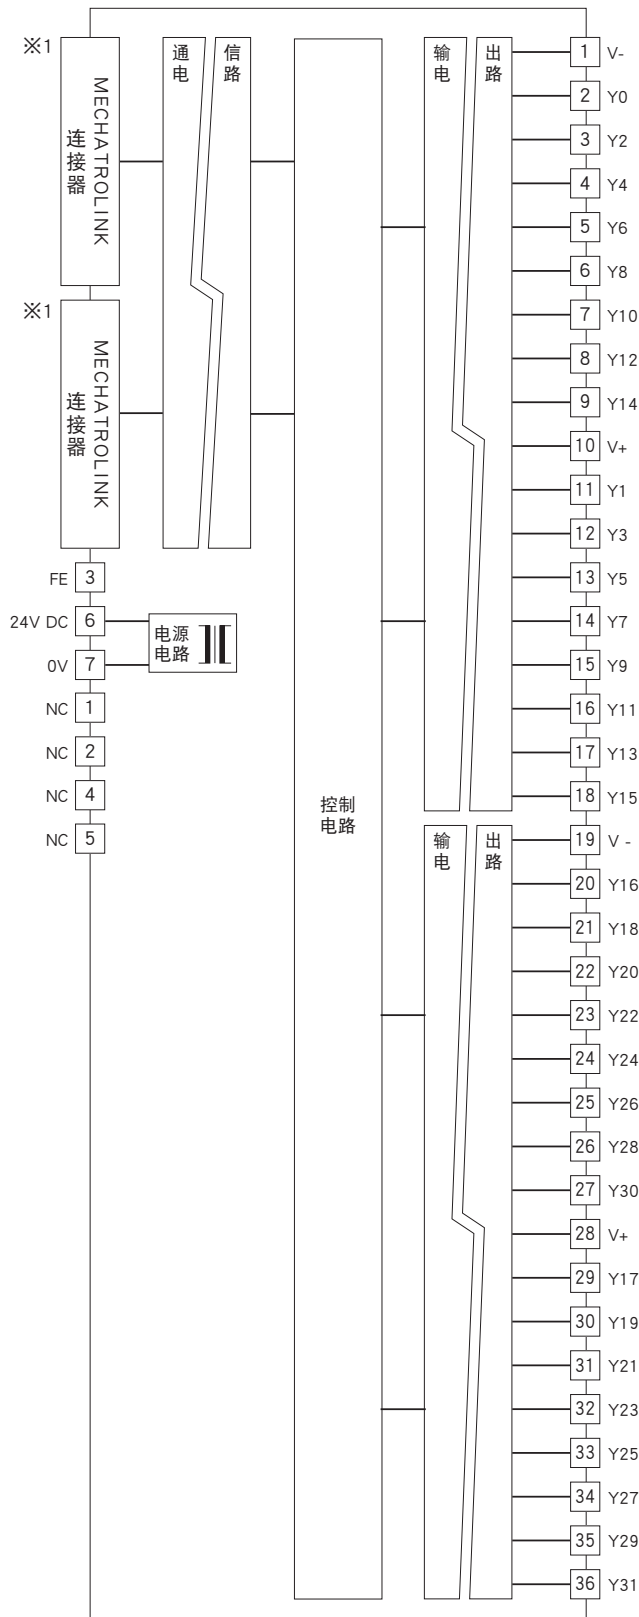 ※1
MECHATROLINK
连接器
※1
MECHATROLINK
连接器
FE 3
24V DC 6
0V 7
NC 1
NC 2
NC 4
NC 5
电源
电路
通信
电路
控制
电路
输出
电路
输出
电路
1 V-
2 Y0
3 Y2
4 Y4
5 Y6
6 Y8
7 Y10
8 Y12
9 Y14
10 V+
11 Y1
12 Y3
13 Y5
14 Y7
15 Y9
16 Y11
17 Y13
18 Y15
19 V -
20 Y16
21 Y18
22 Y20
23 Y22
24 Y24
25 Y26
26 Y28
27 Y30
28 V+
29 Y17
30 Y19
31 Y21
32 Y23
33 Y25
34 Y27
35 Y29
36 Y31